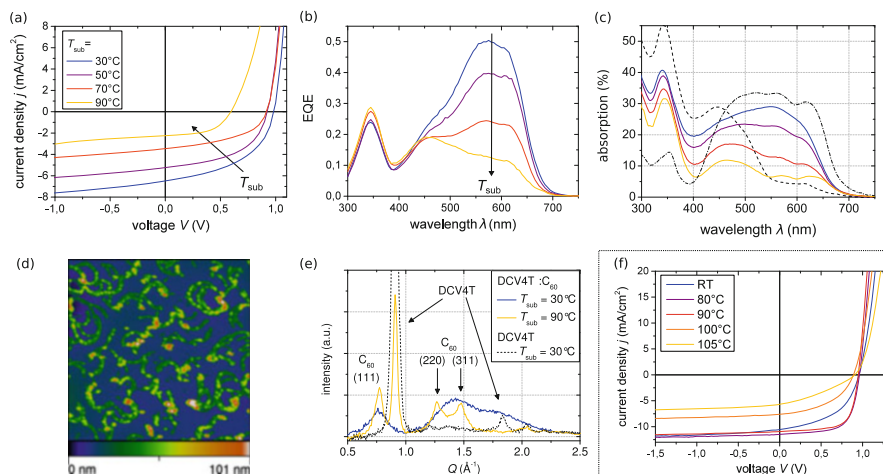 (a)
8
6
4
2
0
-2
-4
-6
-8
-1,0
-0,5
0,0
0,5
1,0
current density j (mA/cm²)
voltage V (V)
T_sub =
30°C
50°C
70°C
90°C
T_sub
(b)
0.5
0.4
0.3
0.2
0.1
0.0
300
400
500
600
700
EQE
wavelength λ (nm)
T_sub
(c)
50
40
30
20
10
0
300
400
500
600
700
absorption (%)
wavelength λ (nm)
(d)
0 nm
101 nm
(e)
intensity (a.u.)
C₆₀
(111)
DCV4T
C₆₀
(220)
(311)
DCV4T :C₆₀
T_sub = 30°C
T_sub = 90°C
DCV4T
T_sub = 30°C
0.5
1.0
1.5
2.0
2.5
Q (Å⁻¹)
(f)
20
15
10
5
0
-5
-10
-15
-1.5
-1.0
-0.5
0.0
0.5
1.0
current density j (mA/cm²)
voltage V (V)
RT
80°C
90°C
100°C
105°C